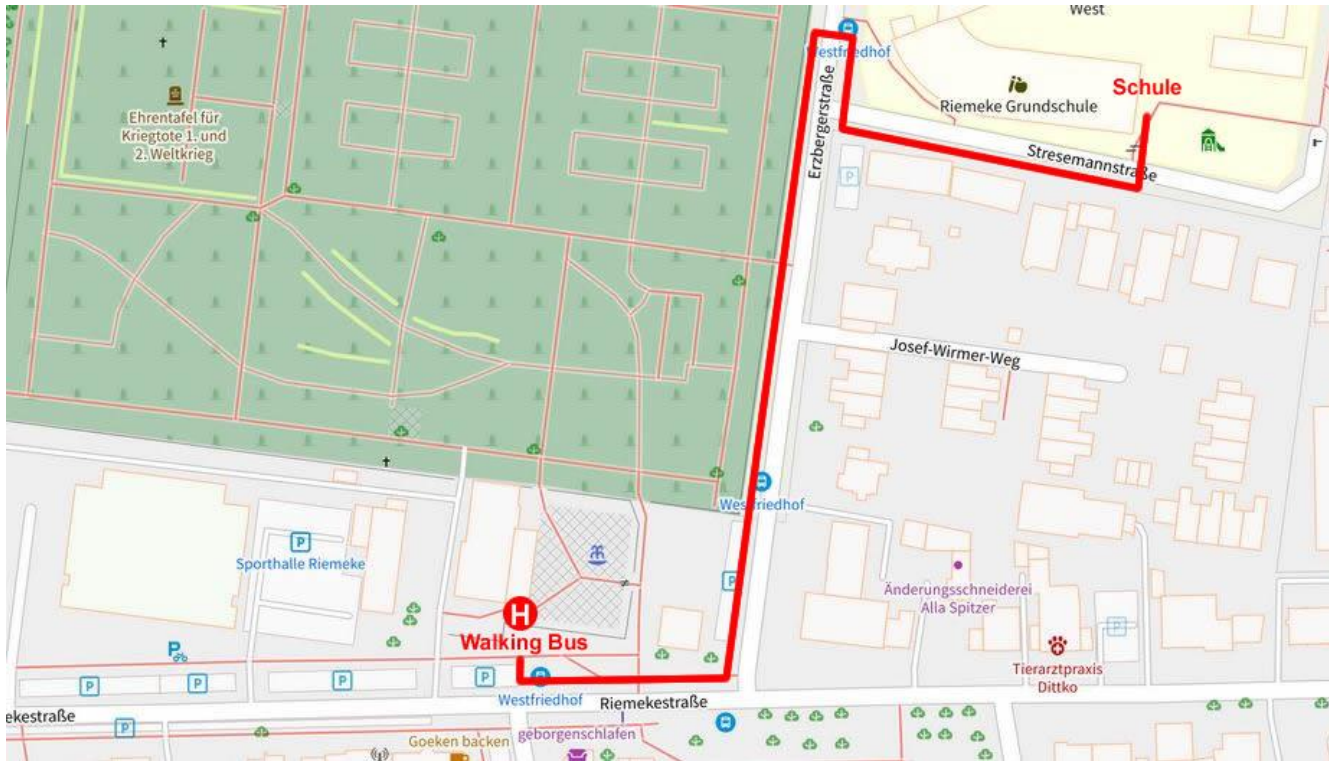 West
Westfriedhof
Schule
Riemeke Grundschule
Ehrentafel für
Kriegtote 1. und
2. Weltkrieg
Erzbergerstraße
Stresemannstraße
P
Josef-Wirmer-Weg
Westfriedhof
P
Sporthalle Riemeke
P
Änderungsschneiderei
Alla Spitzer
H
Walking Bus
P
P
Tierarztpraxis
Dittko
P
P
P
P
Westfriedhof
Riemekestraße
ekestraße
P
geborgenschlafen
Goeken backen